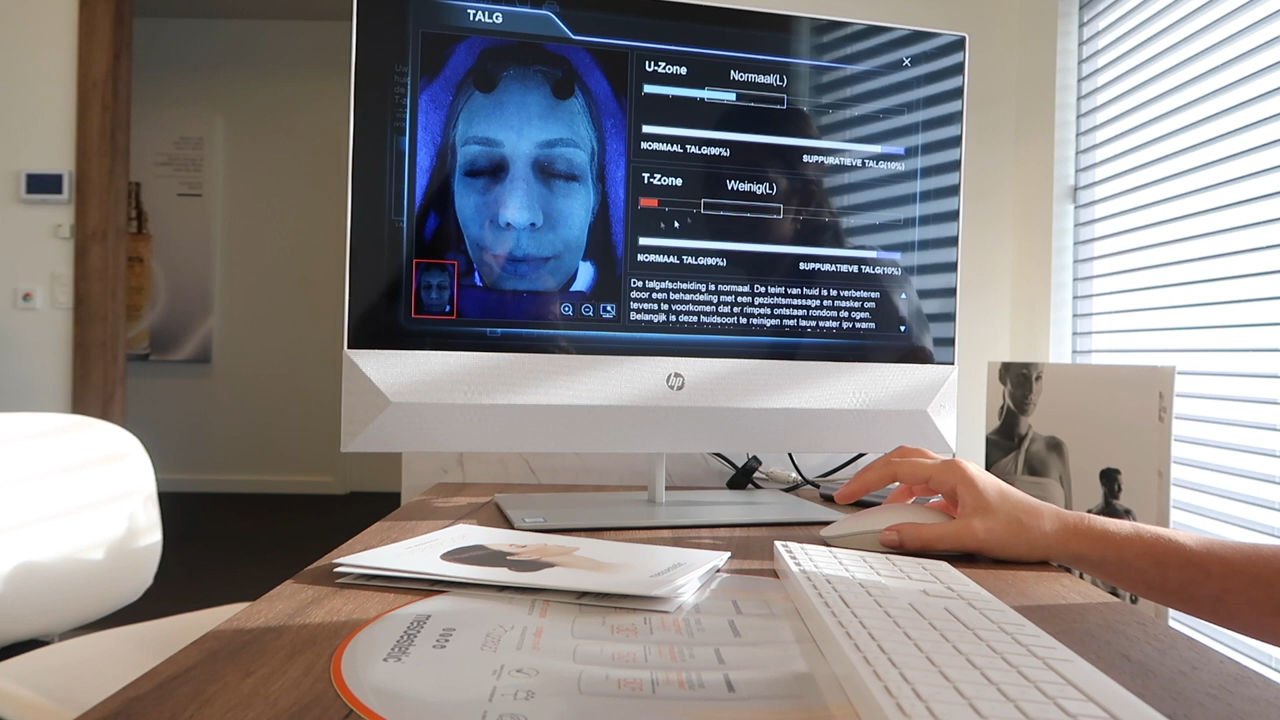 TALG
U-Zone
Normaal(L)
NORMAAL TALG(90%)
SUPPURATIEVE TALG(10%)
T-Zone
Weinig(L)
NORMAAL TALG(90%)
SUPPURATIEVE TALG(10%)
De talgafscheiding is normaal. De teint van huid is te verbeteren
door een behandeling met een gezichtsmassage en masker om
tevens te voorkomen dat er rimpels ontstaan rondom de ogen.
Belangijk is deze huidsoort te reinigen met lauw water ipv warm
hp
mesoestetic